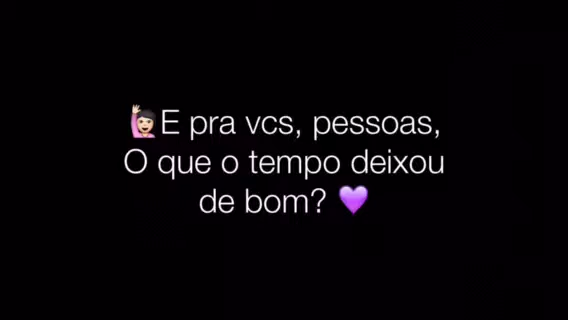 🙋🏻E pra vcs, pessoas,
O que o tempo deixou
de bom? 💜